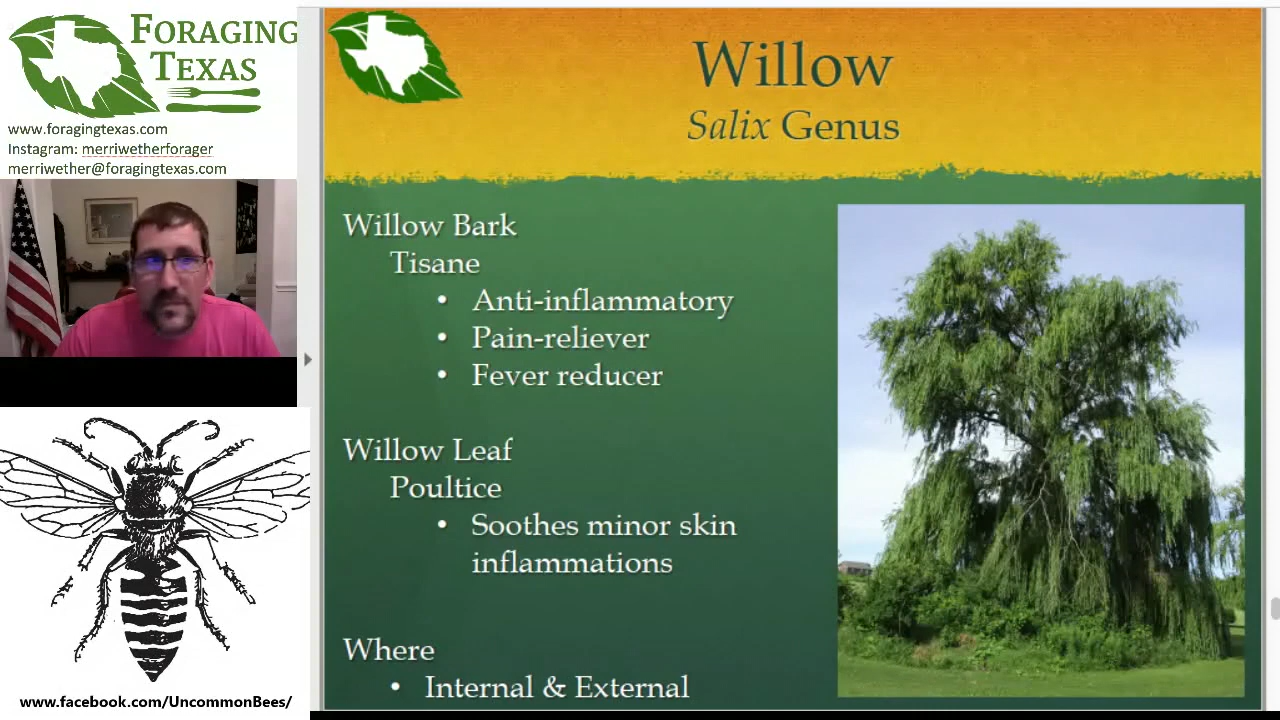 FORAGING
TEXAS
www.foragingtexas.com
Instagram: merriwetherforager
merriwether@foragingtexas.com
www.facebook.com/UncommonBees/
Willow
Salix Genus
Willow Bark
Tisane
• Anti-inflammatory
• Pain-reliever
• Fever reducer
Willow Leaf
Poultice
• Soothes minor skin
inflammations
Where
• Internal & External